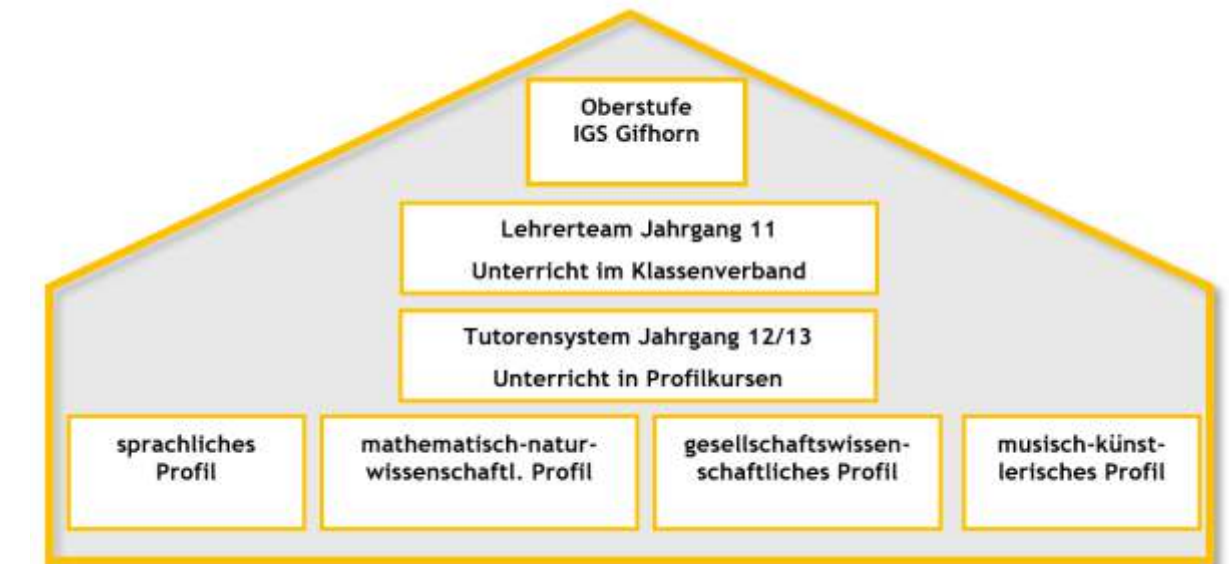 Oberstufe
IGS Gifhorn
Lehrerteam Jahrgang 11
Unterricht im Klassenverband
Tutorensystem Jahrgang 12/13
Unterricht in Profilkursen
sprachliches
Profil
mathematisch-natur-
wissenschaftl. Profil
gesellschaftswissen-
schaftliches Profil
musisch-künst-
lerisches Profil